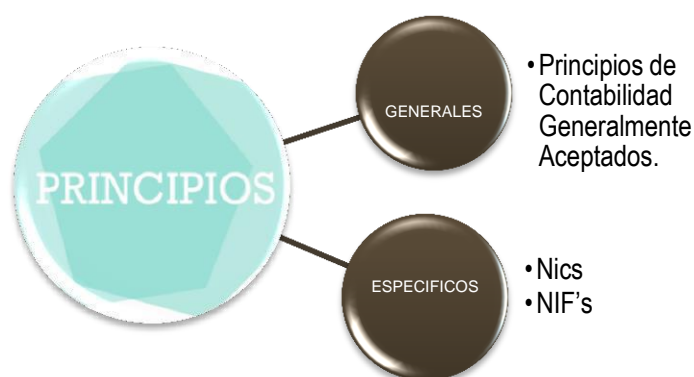 PRINCIPIOS
GENERALES
•Principios de
Contabilidad
Generalmente
Aceptados.
ESPECIFICOS
•Nics
•NIF's